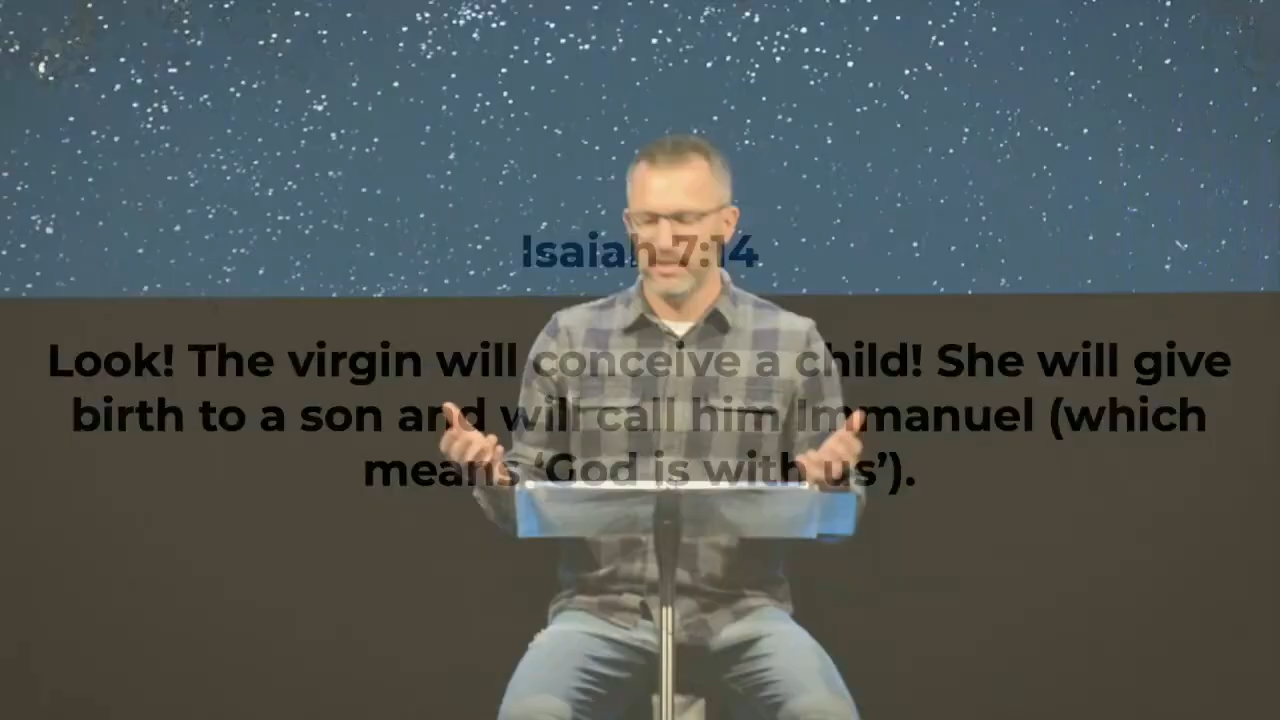 Isaiah 7:14
Look! The virgin will conceive a child! She will give
birth to a son and will call him Immanuel (which
means ‘God is with us’).